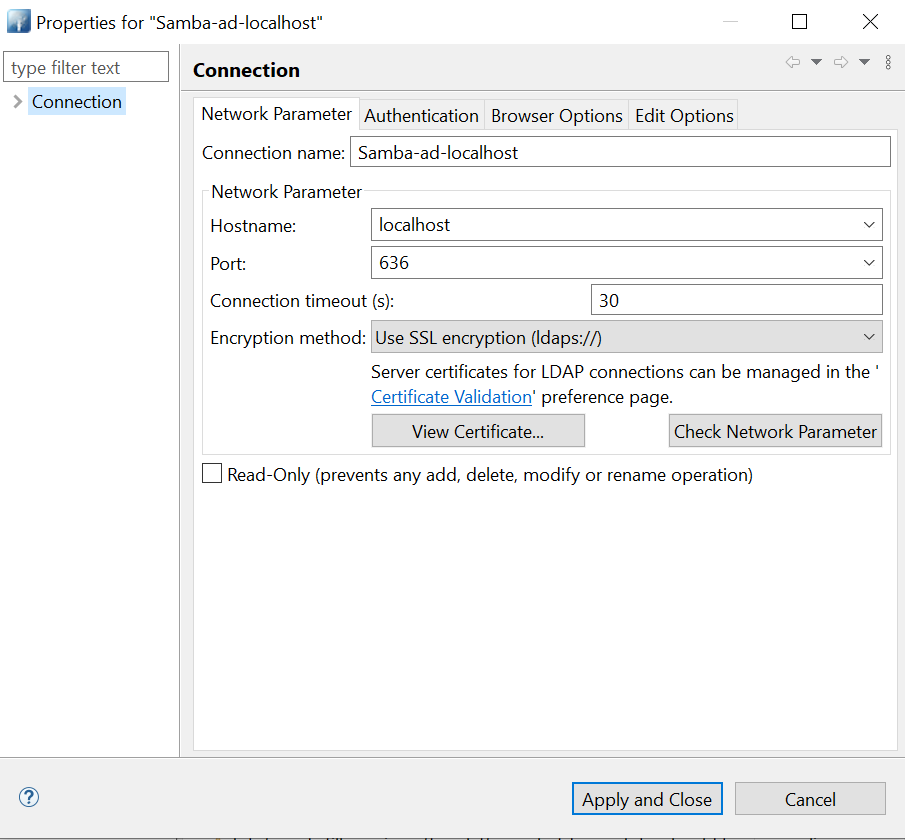 Properties for "Samba-ad-localhost"
type filter text
Connection
Connection
Network Parameter
Authentication
Browser Options
Edit Options
Connection name:
Samba-ad-localhost
Network Parameter
Hostname:
localhost
Port:
636
Connection timeout (s):
30
Encryption method:
Use SSL encryption (ldaps://)
Server certificates for LDAP connections can be managed in the '
Certificate Validation' preference page.
View Certificate...
Check Network Parameter
Read-Only (prevents any add, delete, modify or rename operation)
?
Apply and Close
Cancel